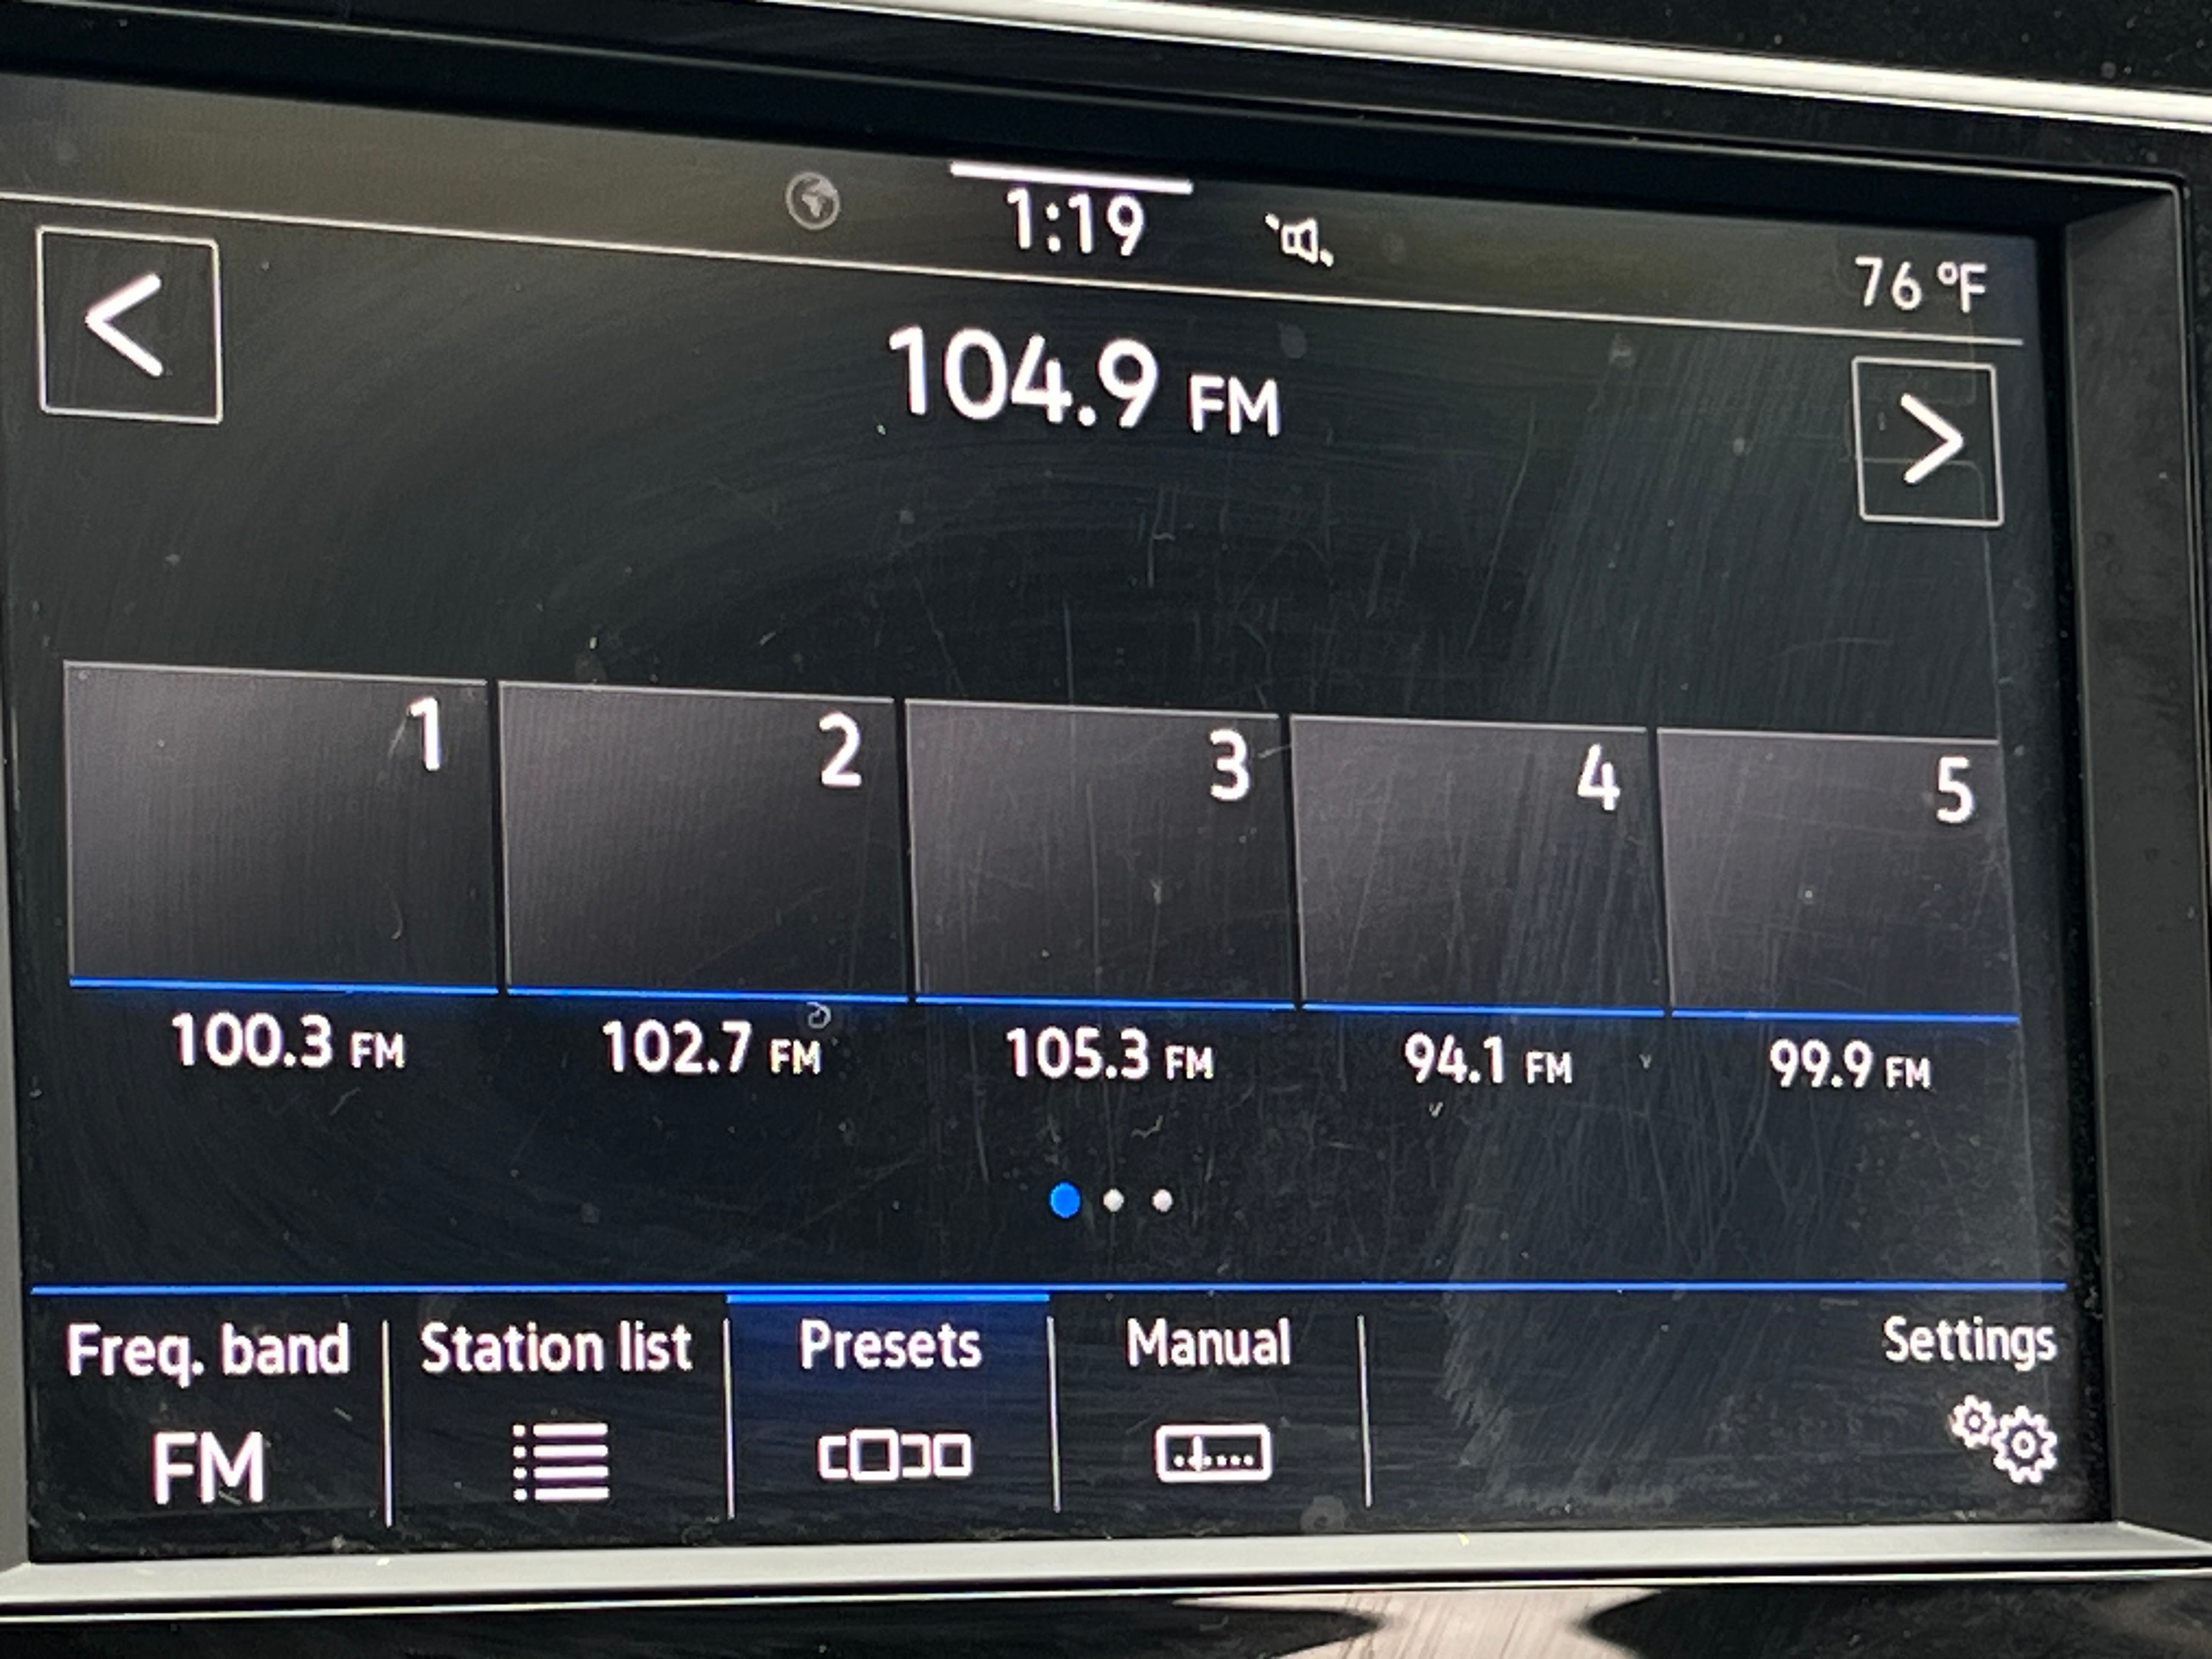 1:19
76 °F
104.9 FM
1 2 3 4 5
100.3 FM 102.7 FM 105.3 FM 94.1 FM 99.9 FM
Freq. band Station list Presets Manual Settings
FM